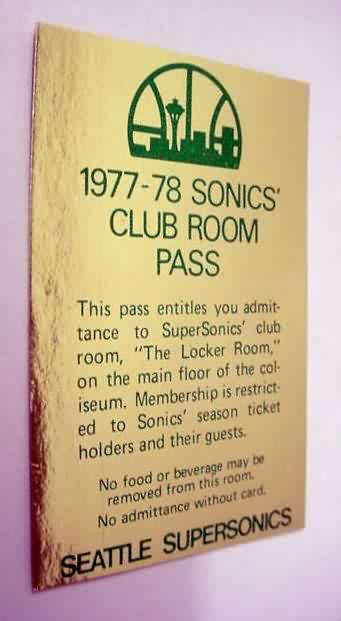 1977-78 SONICS'
CLUB ROOM
PASS
This pass entitles you admit-
tance to SuperSonics' club
room, "The Locker Room,"
on the main floor of the col-
iseum. Membership is restrict-
ed to Sonics' season ticket
holders and their guests.
No food or beverage may be
removed from this room.
No admittance without card.
SEATTLE SUPERSONICS